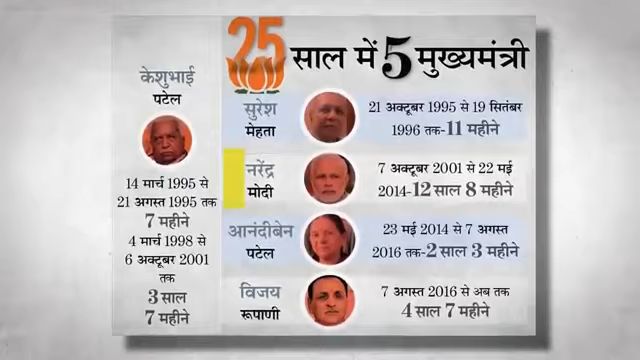 25 साल में 5 मुख्यमंत्री
केशुभाई
पटेल
14 मार्च 1995 से
21 अगस्त 1995 तक
7 महीने
4 मार्च 1998 से
6 अक्टूबर 2001
तक
3 साल
7 महीने
सुरेश
मेहता
21 अक्टूबर 1995 से 19 सितंबर
1996 तक-11 महीने
नरेंद्र
मोदी
7 अक्टूबर 2001 से 22 मई
2014-12 साल 8 महीने
आनंदीबेन
पटेल
23 मई 2014 से 7 अगस्त
2016 तक-2 साल 3 महीने
विजय
रूपाणी
7 अगस्त 2016 से अब तक
4 साल 7 महीने